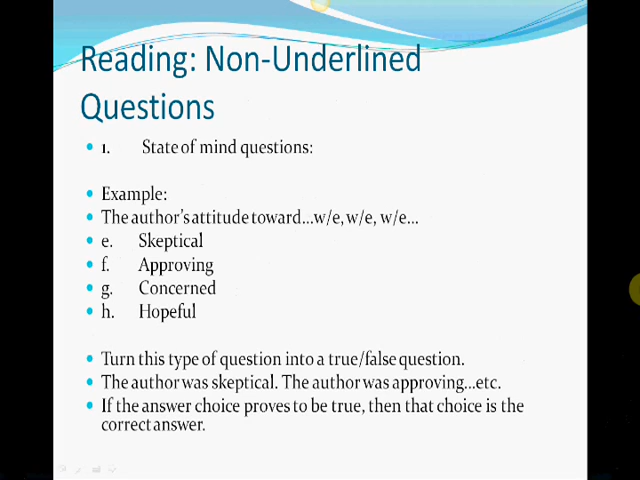 Reading: Non-Underlined
Questions
1. State of mind questions:
Example:
The author's attitude toward...w/e, w/e, w/e...
e. Skeptical
f. Approving
g. Concerned
h. Hopeful
Turn this type of question into a true/false question.
The author was skeptical. The author was approving...etc.
If the answer choice proves to be true, then that choice is the
correct answer.